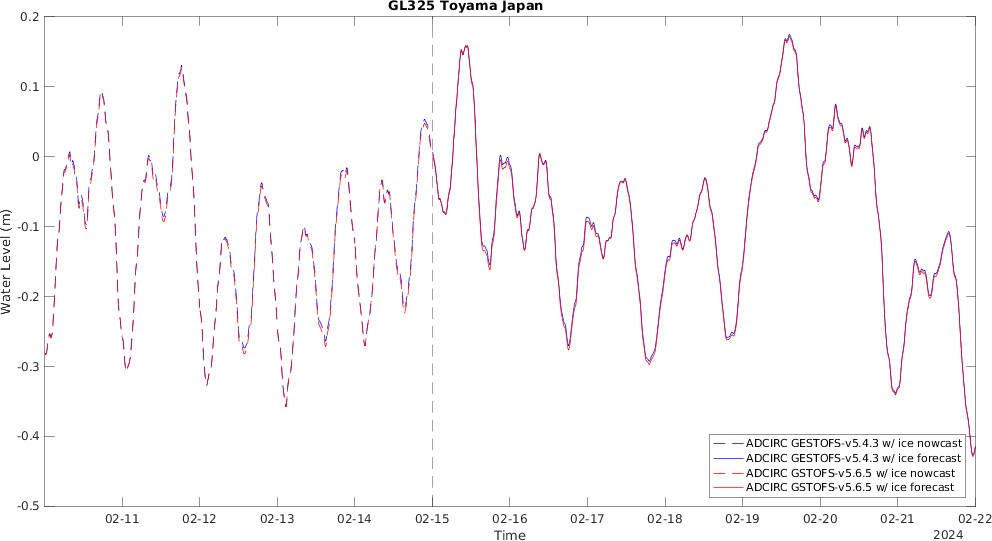 GL325 Toyama Japan
0.2
0.1
0
-0.1
-0.2
-0.3
-0.4
-0.5
Water Level (m)
ADCIRC GESTOFS-v5.4.3 w/ ice nowcast
ADCIRC GESTOFS-v5.4.3 w/ ice forecast
ADCIRC GSTOFS-v5.6.5 w/ ice nowcast
ADCIRC GSTOFS-v5.6.5 w/ ice forecast
02-11 02-12 02-13 02-14 02-15 02-16 02-17 02-18 02-19 02-20 02-21 02-22
Time
2024